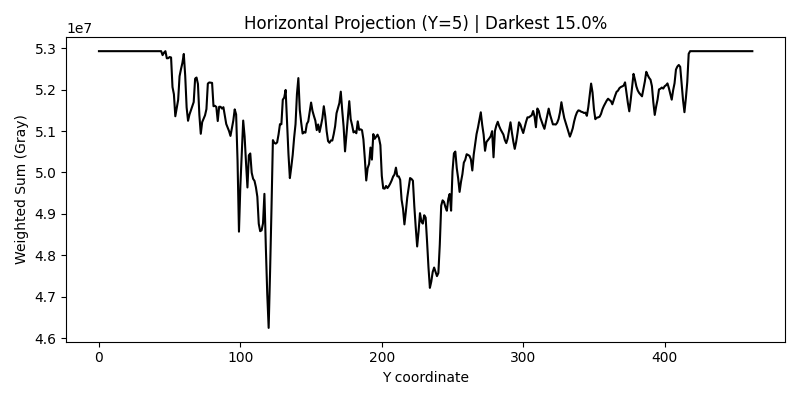 Horizontal Projection (Y=5) | Darkest 15.0%
1e7
5.3
5.2
5.1
5.0
4.9
4.8
4.7
4.6
Weighted Sum (Gray)
0 100 200 300 400
Y coordinate